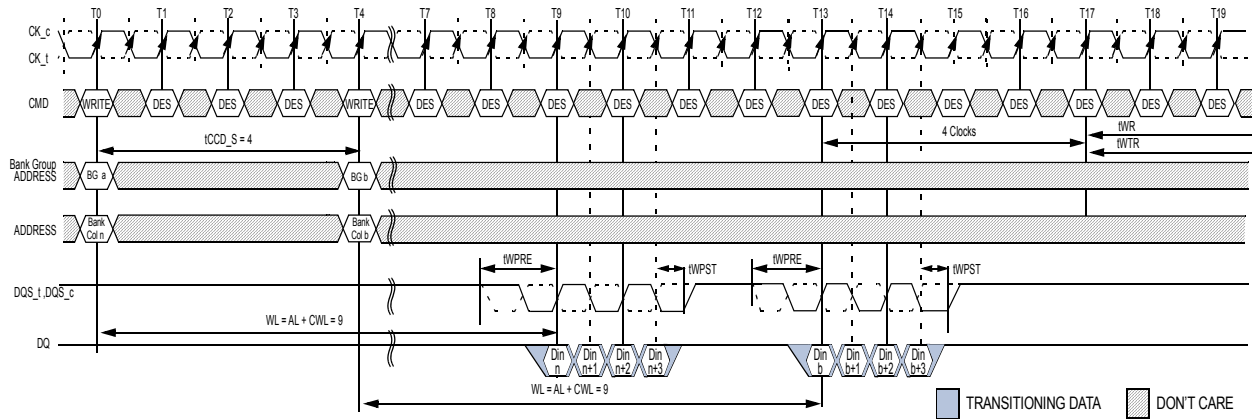 T0 T1 T2 T3 T4 T7 T8 T9 T10 T11 T12 T13 T14 T15 T16 T17 T18 T19
CK_c
CK_t
CMD WRITE DES DES DES WRITE DES DES DES DES DES DES DES DES DES DES DES DES DES
tCCD_S = 4
4 Clocks
tWR
tWTR
Bank Group
ADDRESS
BG a
BG b
ADDRESS
Bank
Col n
Bank
Col b
tWPRE
tWPST
tWPRE
tWPST
DQS_t ,DQS_c
WL = AL + CWL = 9
DQ
Din
n
Din
n+1
Din
n+2
Din
n+3
Din
b
Din
b+1
Din
b+2
Din
b+3
WL = AL + CWL = 9
TRANSITIONING DATA
DON'T CARE